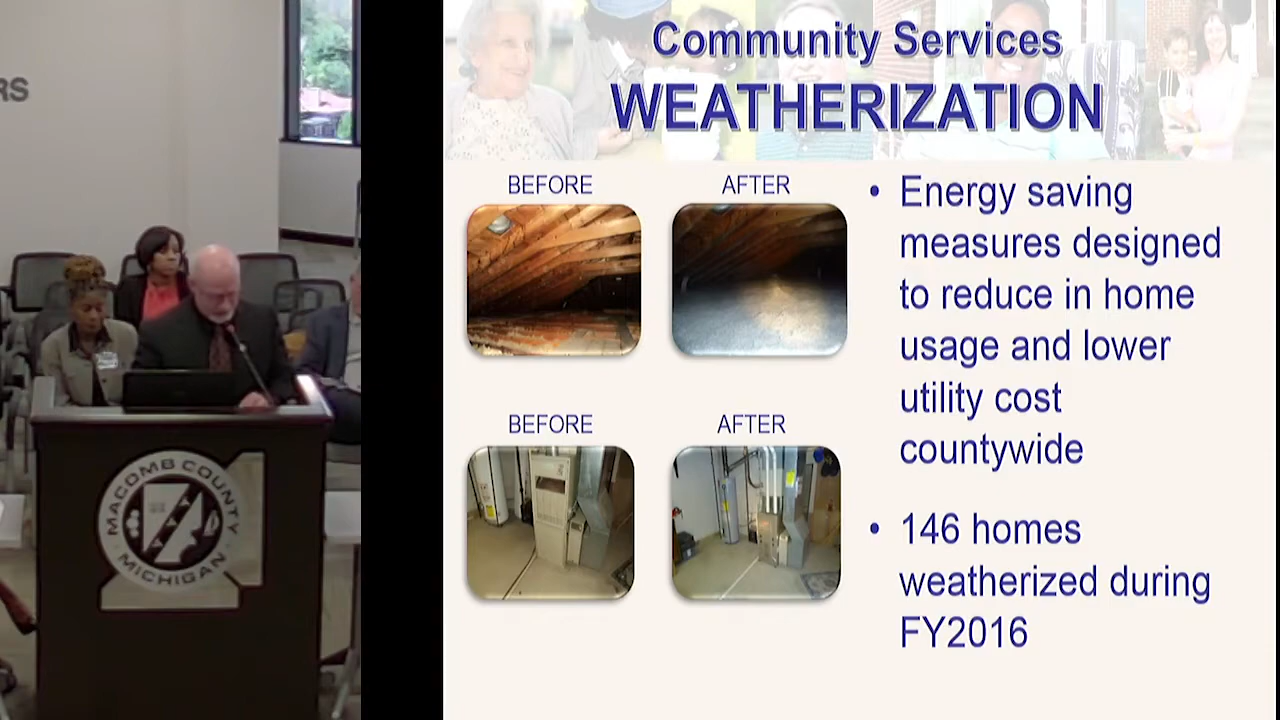 RS
MACOMB COUNTY
MICHIGAN
Community Services
WEATHERIZATION
BEFORE
AFTER
BEFORE
AFTER
• Energy saving
measures designed
to reduce in home
usage and lower
utility cost
countywide
• 146 homes
weatherized during
FY2016